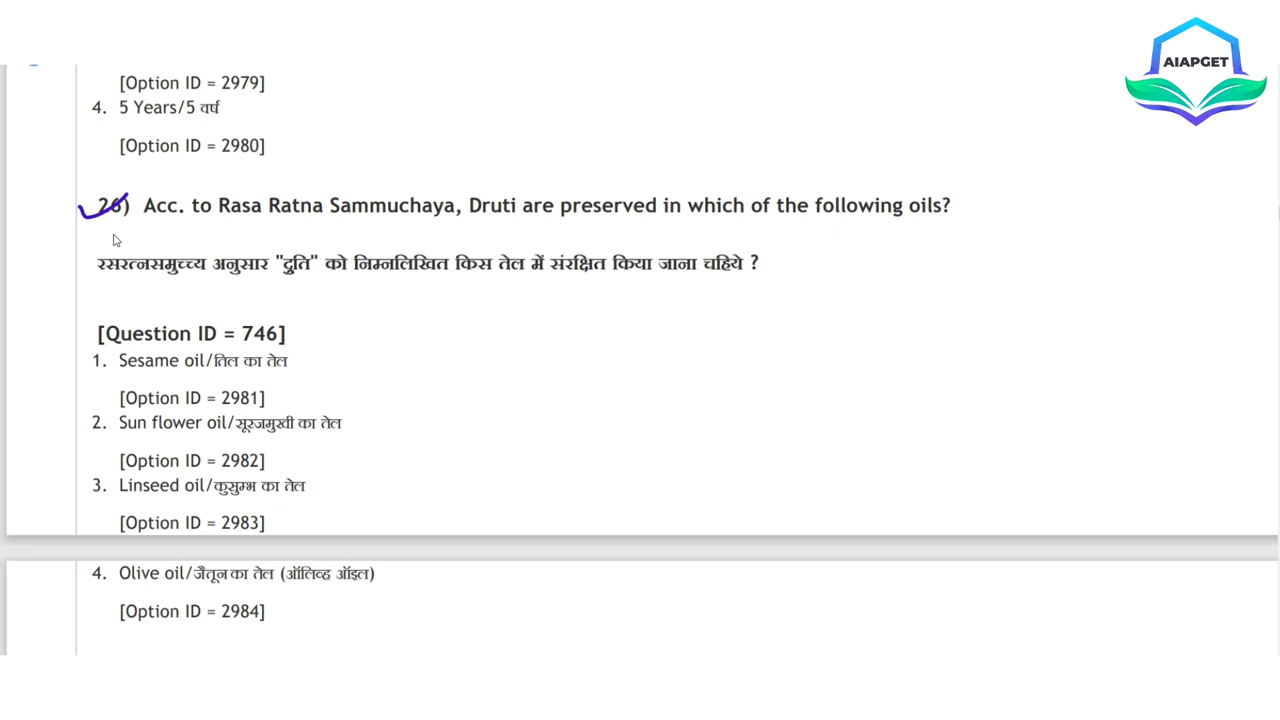 AIAPGET
[Option ID = 2979]
4. 5 Years/5 वर्ष
[Option ID = 2980]
26) Acc. to Rasa Ratna Sammuchaya, Druti are preserved in which of the following oils?
रसरत्नसमुच्च्य अनुसार "द्रुति" को निम्नलिखित किस तेल में संरक्षित किया जाना चहिये ?
[Question ID = 746]
1. Sesame oil/तिल का तेल
[Option ID = 2981]
2. Sun flower oil/सूरजमुखी का तेल
[Option ID = 2982]
3. Linseed oil/कुसुम्भ का तेल
[Option ID = 2983]
4. Olive oil/जैतून का तेल (ऑलिव्ह ऑइल)
[Option ID = 2984]